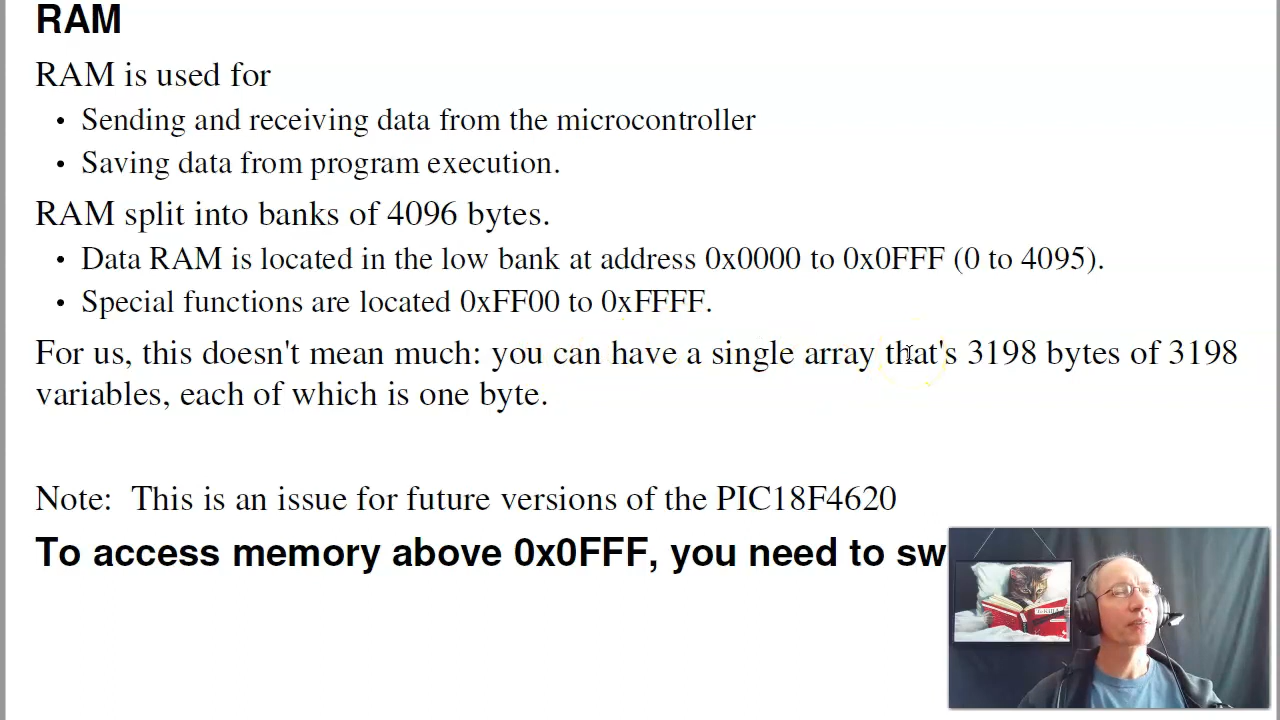 RAM
RAM is used for
• Sending and receiving data from the microcontroller
• Saving data from program execution.
RAM split into banks of 4096 bytes.
• Data RAM is located in the low bank at address 0x0000 to 0x0FFF (0 to 4095).
• Special functions are located 0xFF00 to 0xFFFF.
For us, this doesn't mean much: you can have a single array that's 3198 bytes of 3198
variables, each of which is one byte.
Note: This is an issue for future versions of the PIC18F4620
To access memory above 0x0FFF, you need to sw